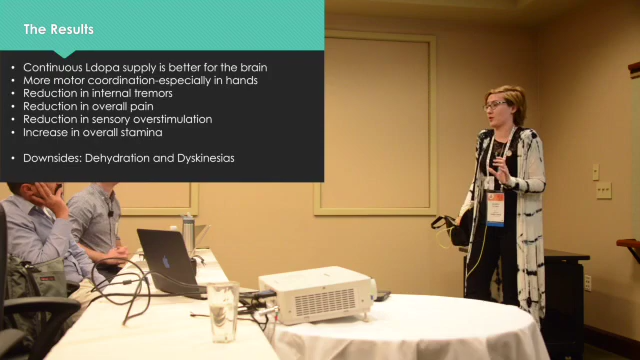 The Results
• Continuous Ldopa supply is better for the brain
• More motor coordination-especially in hands
• Reduction in internal tremors
• Reduction in overall pain
• Reduction in sensory overstimulation
• Increase in overall stamina
• Downsides: Dehydration and Dyskinesias